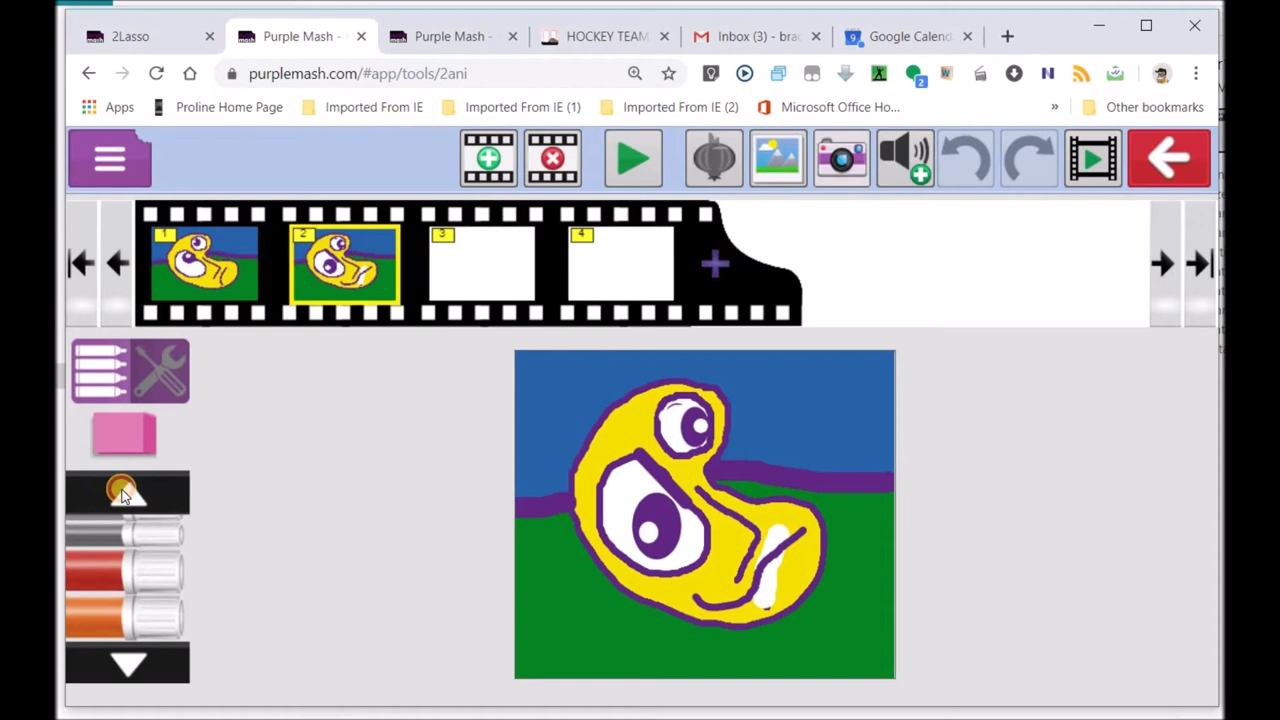 2Lasso
Purple Mash -
Purple Mash -
HOCKEY TEAM
Inbox (3) - brad
Google Calend
purplemash.com/#app/tools/2ani
Apps
Proline Home Page
Imported From IE
Imported From IE (1)
Imported From IE (2)
Microsoft Office Ho...
»
Other bookmarks
1
2
3
4